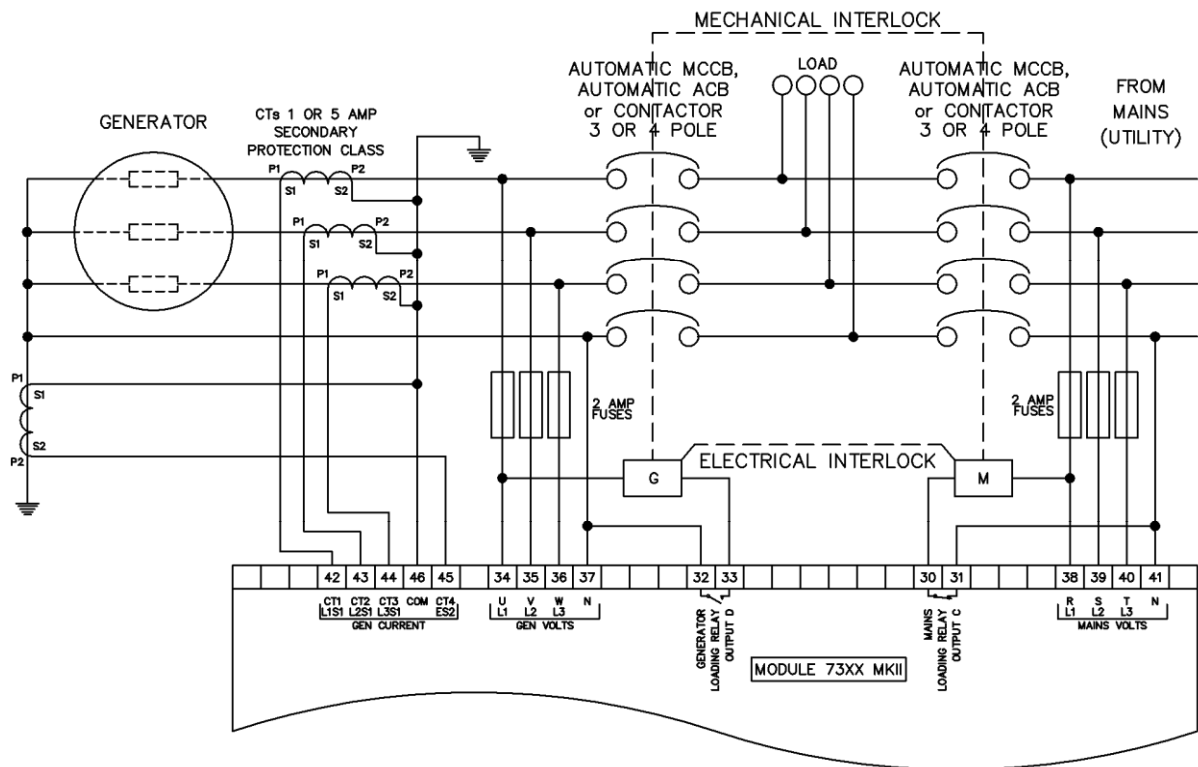 MECHANICAL INTERLOCK
AUTOMATIC MCCB,
AUTOMATIC ACB
or CONTACTOR
3 OR 4 POLE
LOAD
AUTOMATIC MCCB,
AUTOMATIC ACB
or CONTACTOR
3 OR 4 POLE
FROM
MAINS
(UTILITY)
GENERATOR
CTs 1 OR 5 AMP
SECONDARY
PROTECTION CLASS
P1 P2
S1 S2
P1 P2
S1 S2
P1 P2
S1 S2
P1
S1
S2
P2
2 AMP
FUSES
2 AMP
FUSES
ELECTRICAL INTERLOCK
G
M
42 43 44 46 45 34 35 36 37 32 33 30 31 38 39 40 41
CT1 CT2 CT3 COM CT4
L1S1 L2S1 L3S1 ES2
GEN CURRENT
U V W N
L1 L2 L3
GEN VOLTS
GENERATOR
LOADING RELAY
OUTPUT D
MAINS
LOADING RELAY
OUTPUT C
R S T N
L1 L2 L3
MAINS VOLTS
MODULE 73XX MKII